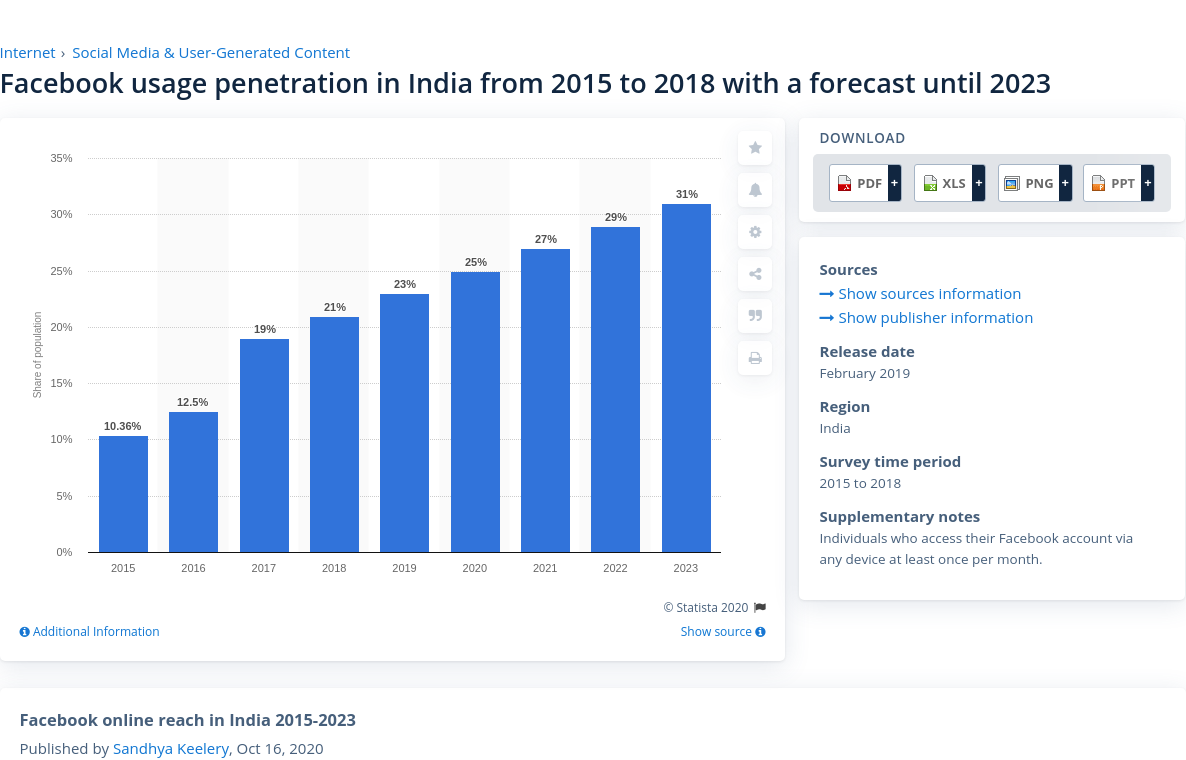 Internet › Social Media & User-Generated Content
Facebook usage penetration in India from 2015 to 2018 with a forecast until 2023
35%
30%
25%
20%
15%
10%
5%
0%
Share of population
10.36%
12.5%
19%
21%
23%
25%
27%
29%
31%
2015 2016 2017 2018 2019 2020 2021 2022 2023
© Statista 2020
Additional Information
Show source
DOWNLOAD
PDF + XLS + PNG + PPT +
Sources
Show sources information
Show publisher information
Release date
February 2019
Region
India
Survey time period
2015 to 2018
Supplementary notes
Individuals who access their Facebook account via
any device at least once per month.
Facebook online reach in India 2015-2023
Published by Sandhya Keelery, Oct 16, 2020